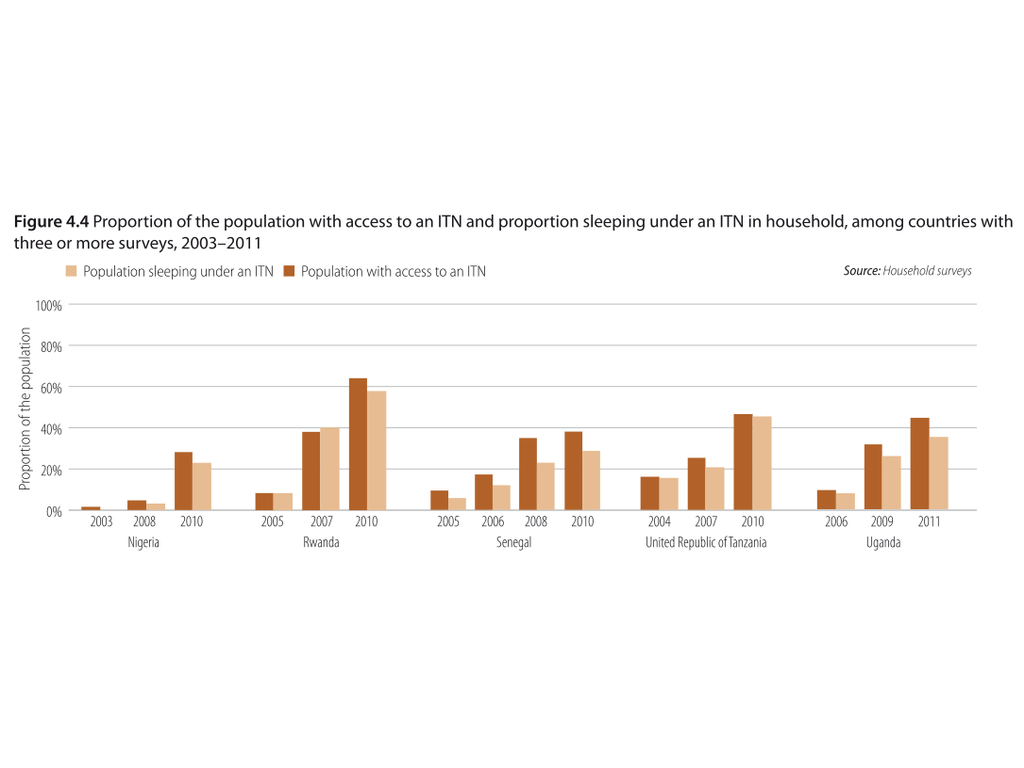 Figure 4.4 Proportion of the population with access to an ITN and proportion sleeping under an ITN in household, among countries with
three or more surveys, 2003–2011
Population sleeping under an ITN Population with access to an ITN Source: Household surveys
Proportion of the population
100%
80%
60%
40%
20%
0%
2003 2008 2010 2005 2007 2010 2005 2006 2008 2010 2004 2007 2010 2006 2009 2011
Nigeria Rwanda Senegal United Republic of Tanzania Uganda